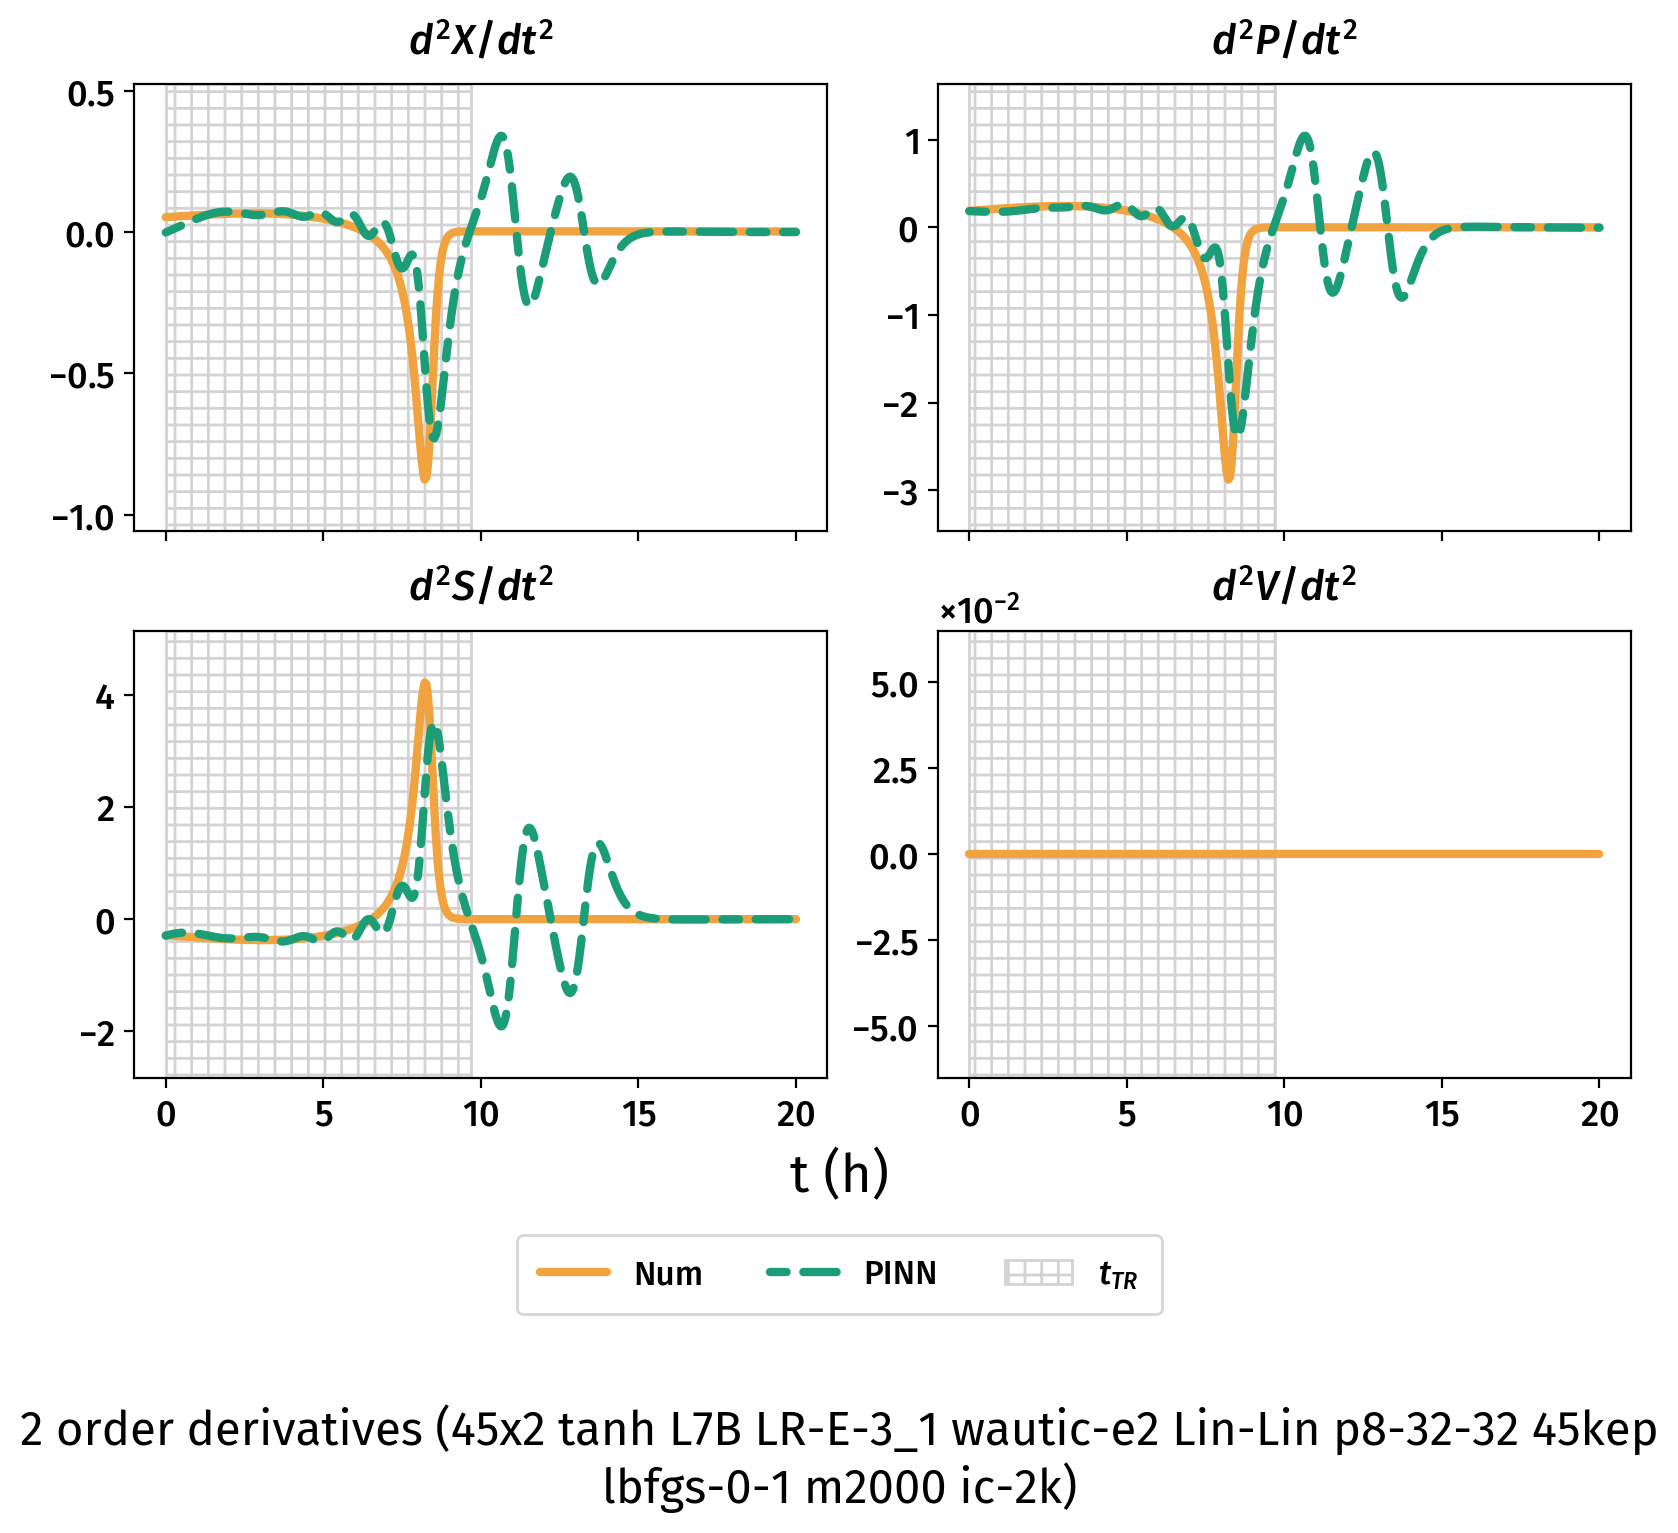 d²X/dt²
d²P/dt²
0.5
0.0
−0.5
−1.0
1
0
−1
−2
−3
d²S/dt²
d²V/dt²
×10⁻²
4
2
0
−2
5.0
2.5
0.0
−2.5
−5.0
0 5 10 15 20
0 5 10 15 20
t (h)
Num PINN t_TR
2 order derivatives (45x2 tanh L7B LR-E-3_1 wautic-e2 Lin-Lin p8-32-32 45kep
lbfgs-0-1 m2000 ic-2k)